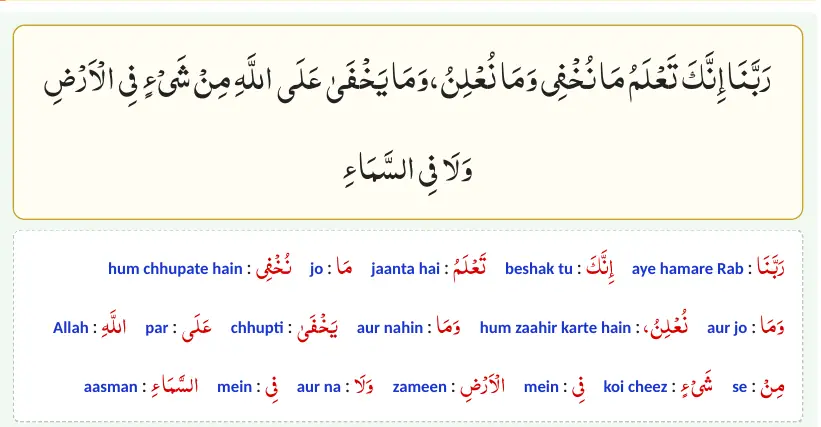 رَبَّنَا إِنَّكَ تَعْلَمُ مَا نُخْفِى وَمَا نُعْلِنُ، وَمَا يَخْفَىٰ عَلَى اللَّهِ مِنْ شَىْءٍ فِى الْاَرْضِ
وَلَا فِى السَّمَاءِ
رَبَّنَا : aye hamare Rab إِنَّكَ : beshak tu تَعْلَمُ : jaanta hai مَا : jo نُخْفِى : hum chhupate hain
وَمَا : aur jo نُعْلِنُ، : hum zaahir karte hain وَمَا : aur nahin يَخْفَىٰ : chhupti عَلَى : par اللَّهِ : Allah
مِنْ : se شَىْءٍ : koi cheez فِى : mein الْاَرْضِ : zameen وَلَا : aur na فِى : mein السَّمَاءِ : aasman